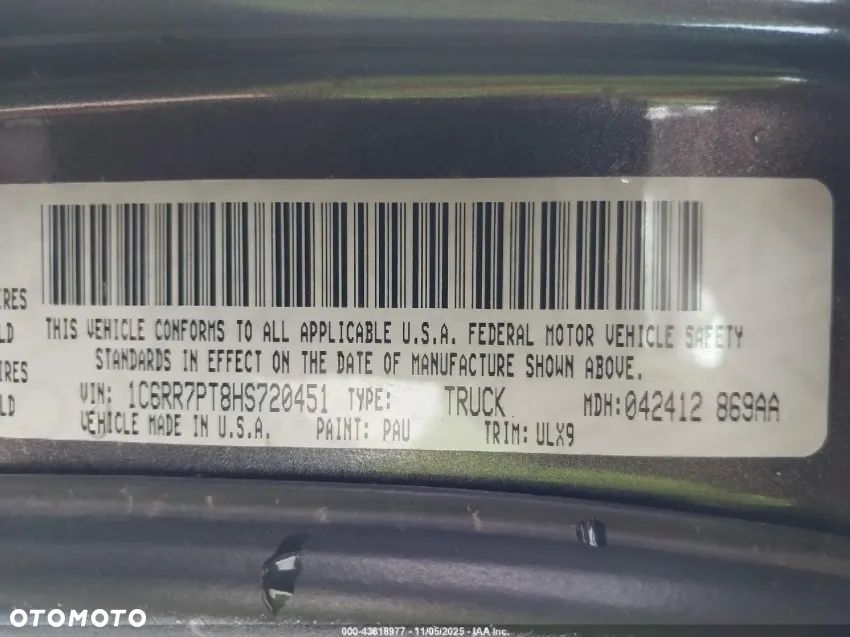 IRES
LD
IRES
LD
THIS VEHICLE CONFORMS TO ALL APPLICABLE U.S.A. FEDERAL MOTOR VEHICLE SAFETY
STANDARDS IN EFFECT ON THE DATE OF MANUFACTURE SHOWN ABOVE.
VIN: 1C6RR7PT8HS720451 TYPE: TRUCK MDH:042412 869AA
VEHICLE MADE IN U.S.A. PAINT: PAU TRIM: ULX9
OTOMOTO
000-43618977 - 11/05/2025 - IAA Inc.